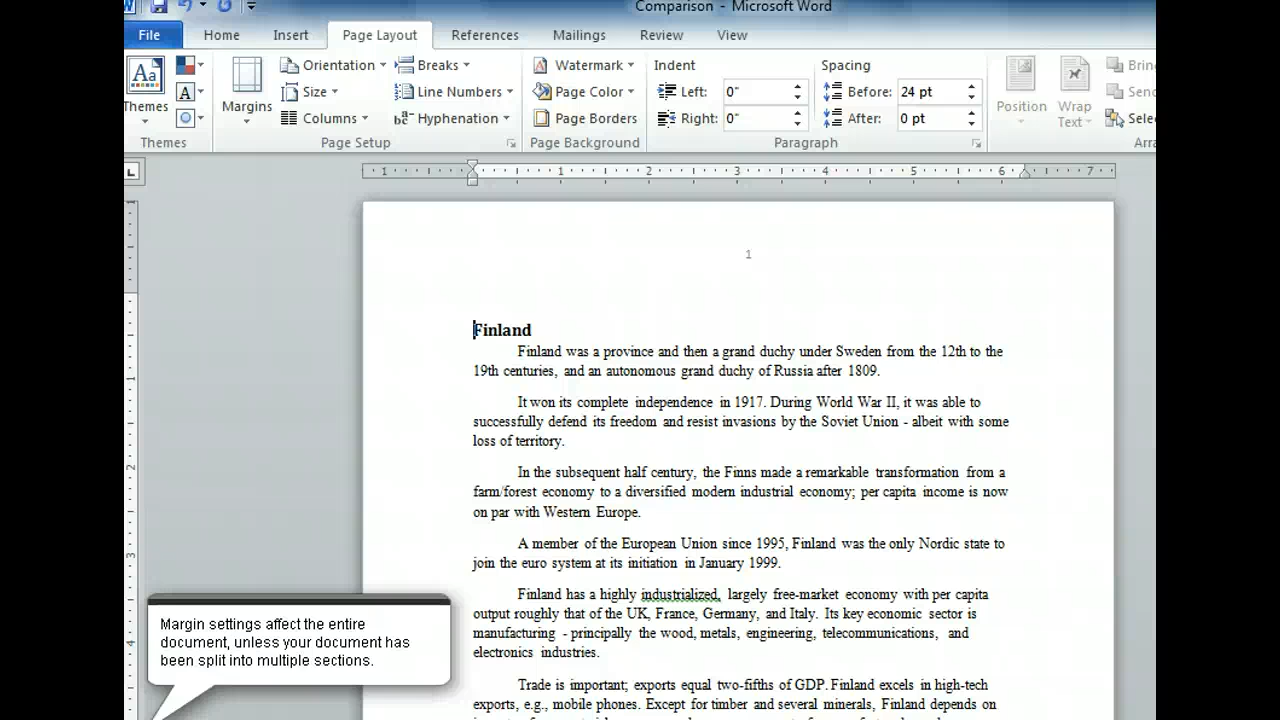 Comparison - Microsoft Word
File Home Insert Page Layout References Mailings Review View
Themes
Themes
Margins
Orientation
Size
Columns
Breaks
Line Numbers
Hyphenation
Page Setup
Watermark
Page Color
Page Borders
Page Background
Indent
Left: 0"
Right: 0"
Spacing
Before: 24 pt
After: 0 pt
Paragraph
Position
Wrap
Text
1 1 2 3 4 5 6 7
1
Finland
Finland was a province and then a grand duchy under Sweden from the 12th to the
19th centuries, and an autonomous grand duchy of Russia after 1809.
It won its complete independence in 1917. During World War II, it was able to
successfully defend its freedom and resist invasions by the Soviet Union - albeit with some
loss of territory.
In the subsequent half century, the Finns made a remarkable transformation from a
farm/forest economy to a diversified modern industrial economy; per capita income is now
on par with Western Europe.
A member of the European Union since 1995, Finland was the only Nordic state to
join the euro system at its initiation in January 1999.
Finland has a highly industrialized, largely free-market economy with per capita
output roughly that of the UK, France, Germany, and Italy. Its key economic sector is
manufacturing - principally the wood, metals, engineering, telecommunications, and
electronics industries.
Trade is important; exports equal two-fifths of GDP. Finland excels in high-tech
exports, e.g., mobile phones. Except for timber and several minerals, Finland depends on
Margin settings affect the entire
document, unless your document has
been split into multiple sections.